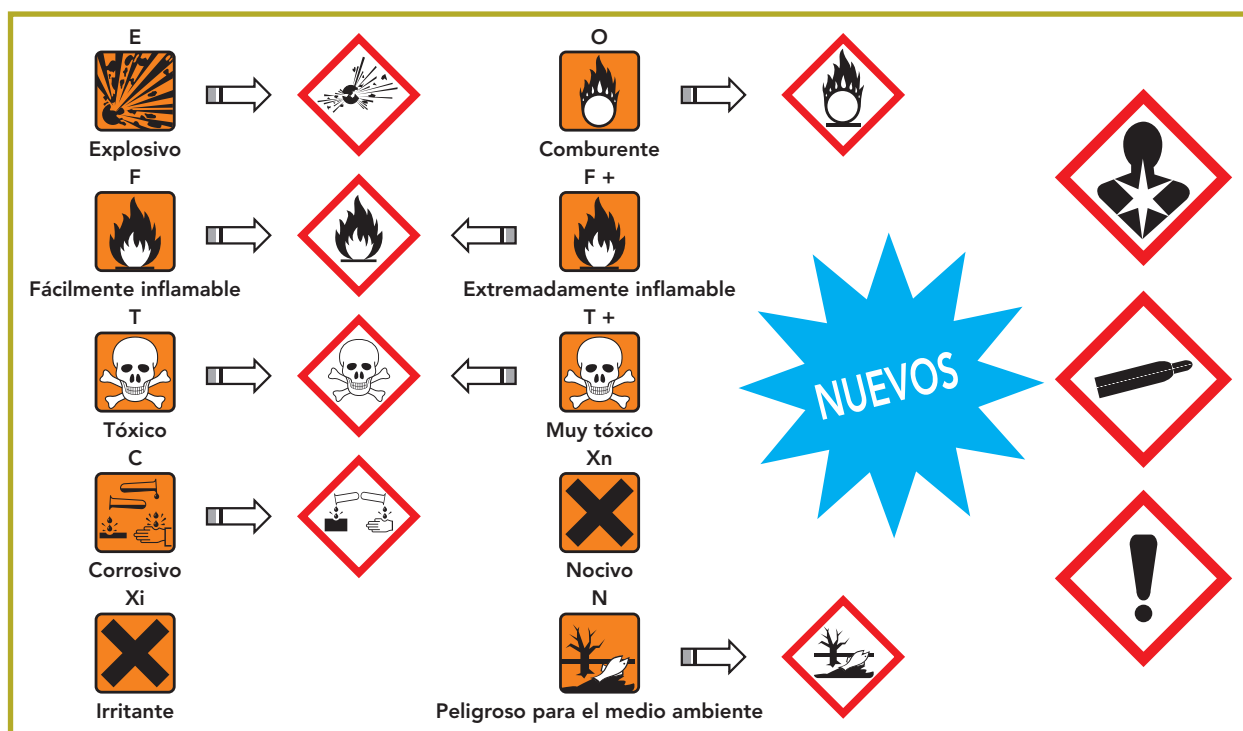 E
Explosivo
O
Comburente
F
Fácilmente inflamable
F +
Extremadamente inflamable
T
Tóxico
T +
Muy tóxico
C
Corrosivo
Xn
Nocivo
Xi
Irritante
N
Peligroso para el medio ambiente
NUEVOS